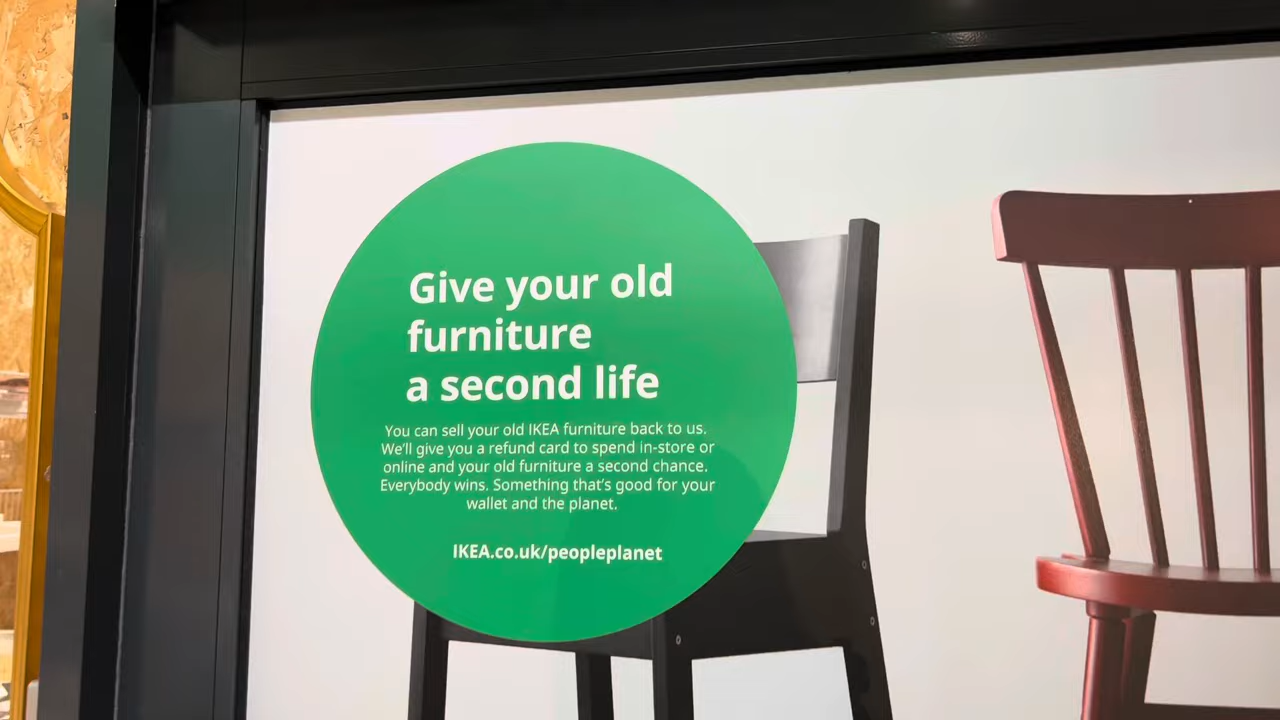 Give your old
furniture
a second life
You can sell your old IKEA furniture back to us.
We'll give you a refund card to spend in-store or
online and your old furniture a second chance.
Everybody wins. Something that's good for your
wallet and the planet.
IKEA.co.uk/peopleplanet